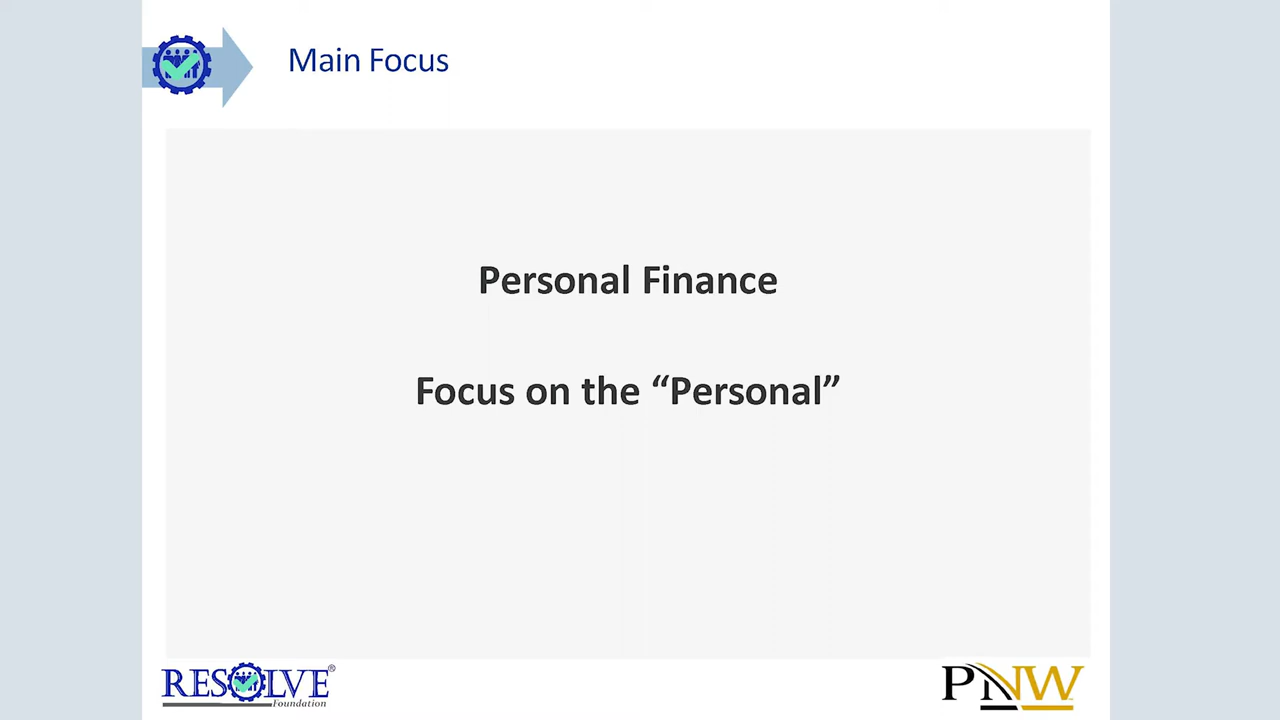 Main Focus
Personal Finance
Focus on the “Personal”
RESOLVE®
Foundation
PNW